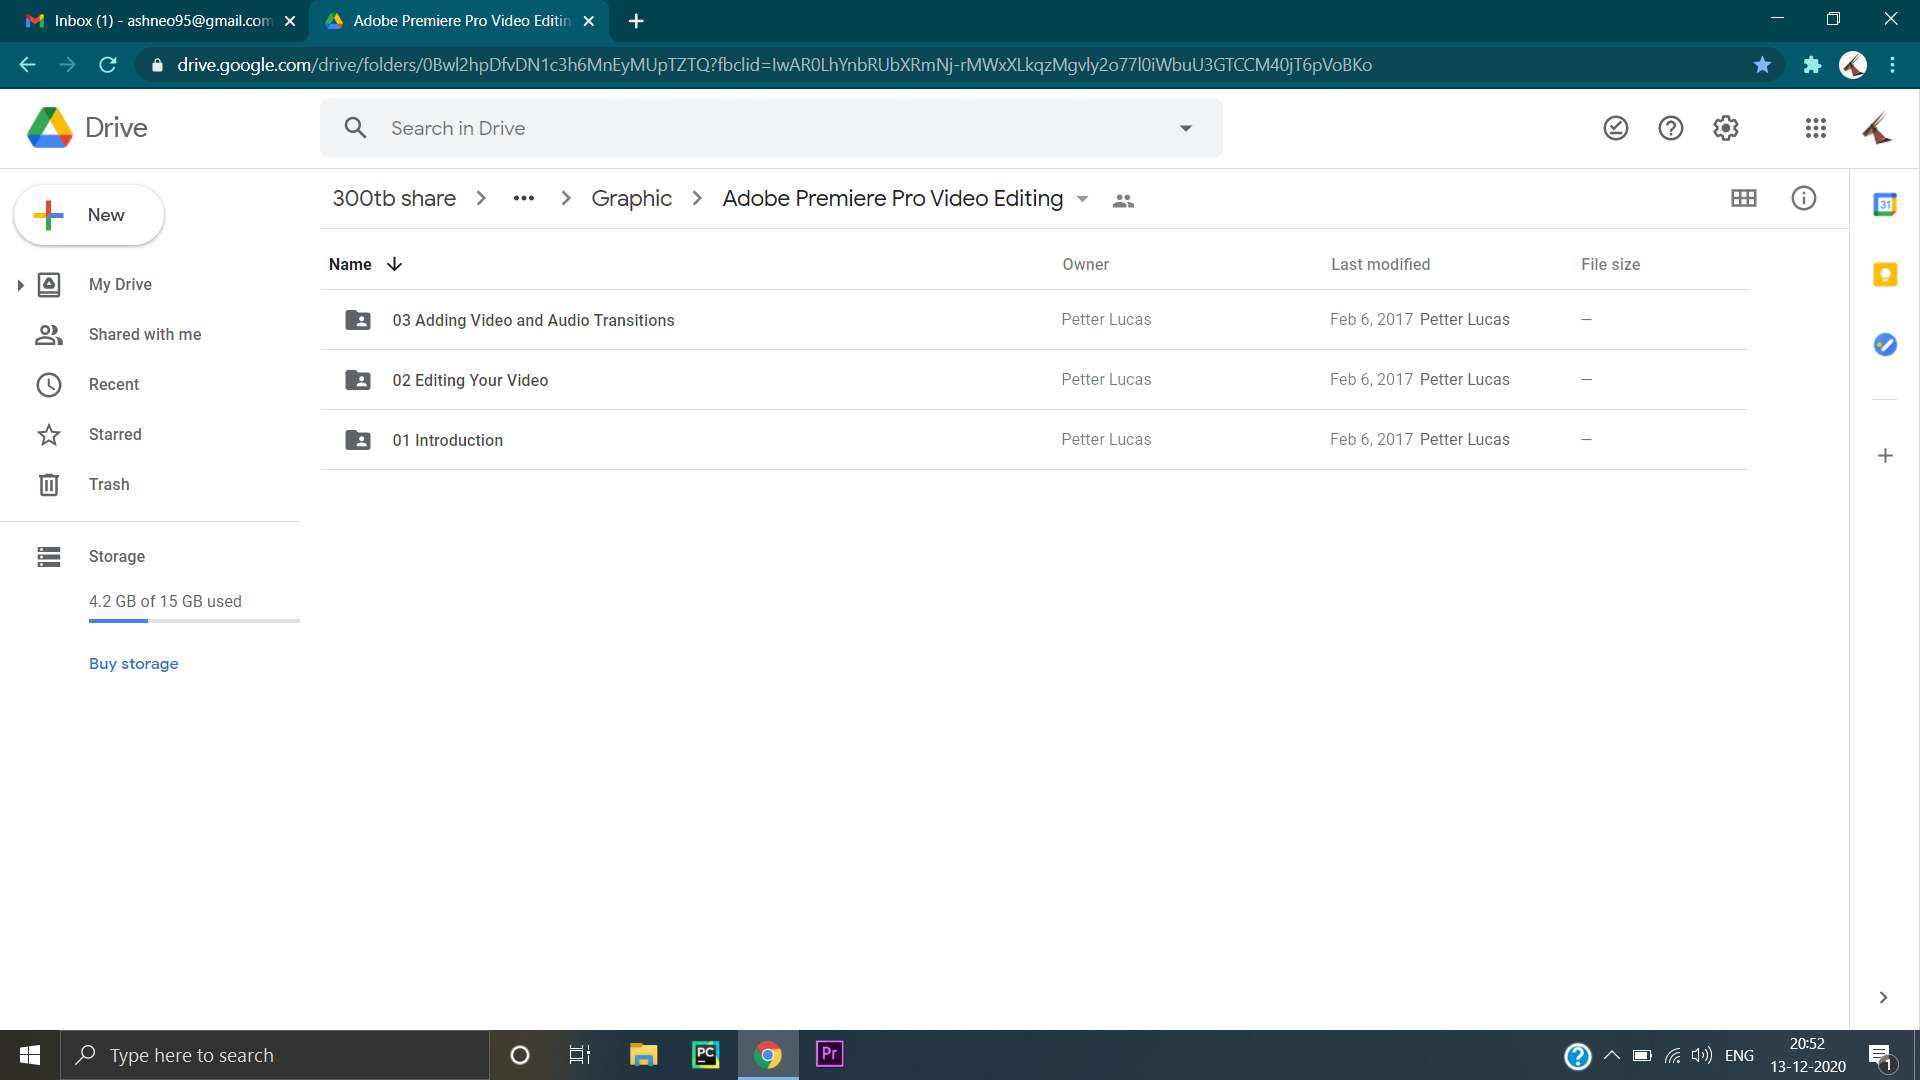 Inbox (1) - ashneo95@gmail.com
Adobe Premiere Pro Video Editin
drive.google.com/drive/folders/0Bwl2hpDfvDN1c3h6MnEyMUpTZTQ?fbclid=IwAR0LhYnbRUbXRmNj-rMWxXLkqzMgvly2o77l0iWbuU3GTCCM40jT6pVoBKo
Drive
Search in Drive
New
300tb share
Graphic
Adobe Premiere Pro Video Editing
31
Name Owner Last modified File size
03 Adding Video and Audio Transitions Petter Lucas Feb 6, 2017 Petter Lucas –
02 Editing Your Video Petter Lucas Feb 6, 2017 Petter Lucas –
01 Introduction Petter Lucas Feb 6, 2017 Petter Lucas –
My Drive
Shared with me
Recent
Starred
Trash
Storage
4.2 GB of 15 GB used
Buy storage
Type here to search
PC
Pr
ENG
20:52
13-12-2020
1